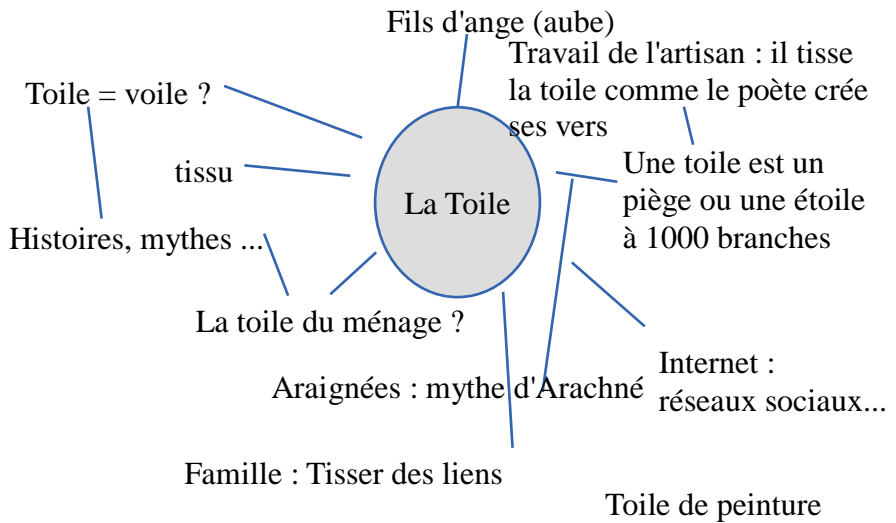 Fils d'ange (aube)
Travail de l'artisan : il tisse
la toile comme le poète crée
ses vers
Toile = voile ?
tissu
Une toile est un
piège ou une étoile
à 1000 branches
La Toile
Histoires, mythes ...
La toile du ménage ?
Internet :
réseaux sociaux...
Araignées : mythe d'Arachné
Famille : Tisser des liens
Toile de peinture